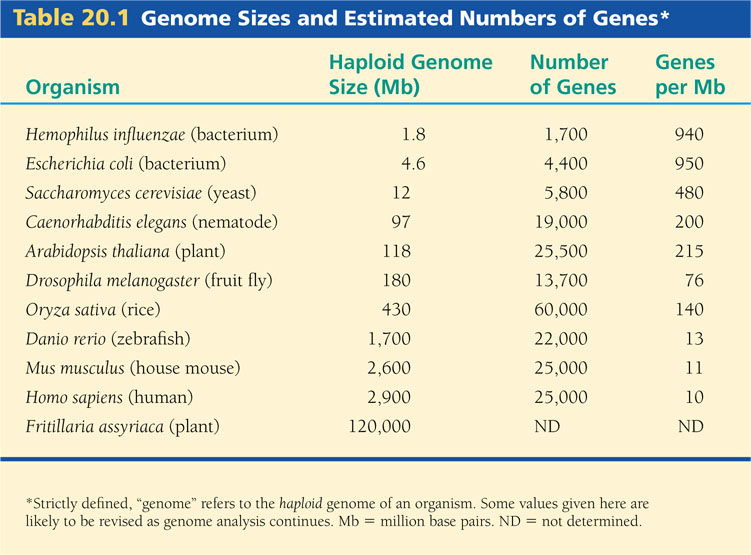 Table 20.1 Genome Sizes and Estimated Numbers of Genes*
Organism Haploid Genome Size (Mb) Number of Genes Genes per Mb
Hemophilus influenzae (bacterium) 1.8 1,700 940
Escherichia coli (bacterium) 4.6 4,400 950
Saccharomyces cerevisiae (yeast) 12 5,800 480
Caenorhabditis elegans (nematode) 97 19,000 200
Arabidopsis thaliana (plant) 118 25,500 215
Drosophila melanogaster (fruit fly) 180 13,700 76
Oryza sativa (rice) 430 60,000 140
Danio rerio (zebrafish) 1,700 22,000 13
Mus musculus (house mouse) 2,600 25,000 11
Homo sapiens (human) 2,900 25,000 10
Fritillaria assyriaca (plant) 120,000 ND ND
*Strictly defined, “genome” refers to the haploid genome of an organism. Some values given here are
likely to be revised as genome analysis continues. Mb = million base pairs. ND = not determined.